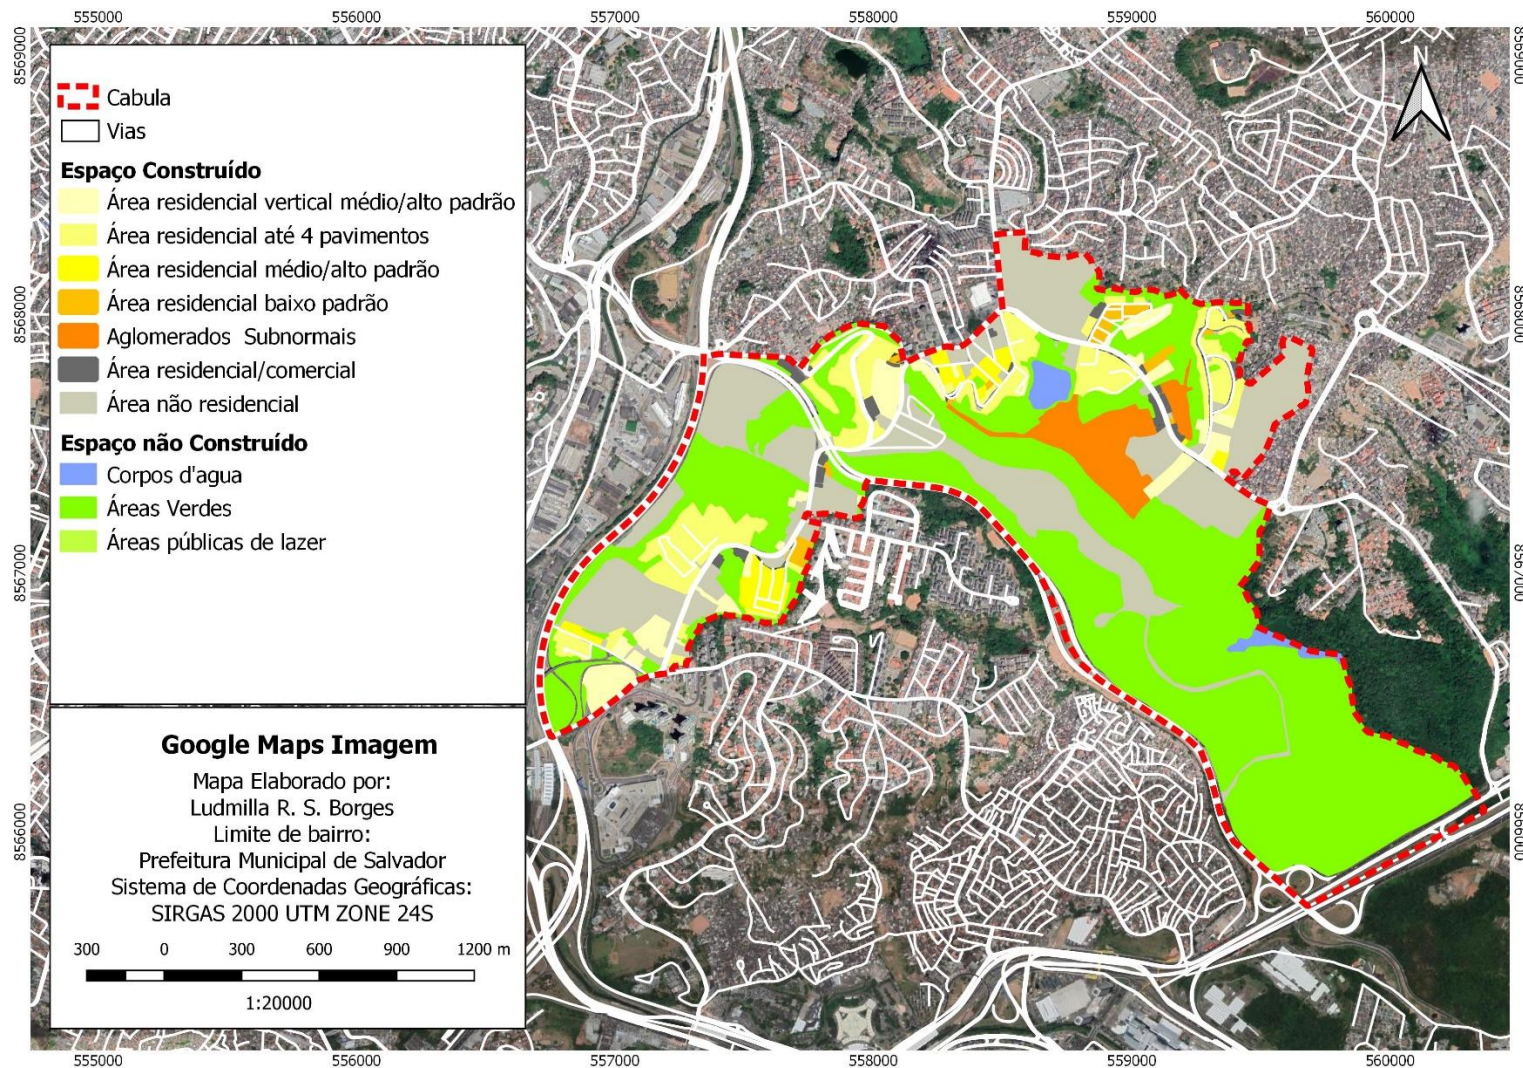 555000 556000 557000 558000 559000 560000
8569000 8569000
8568000 8568000
8567000 8567000
8566000 8566000
N
Cabula
Vias
Espaço Construído
Área residencial vertical médio/alto padrão
Área residencial até 4 pavimentos
Área residencial médio/alto padrão
Área residencial baixo padrão
Aglomerados Subnormais
Área residencial/comercial
Área não residencial
Espaço não Construído
Corpos d'agua
Áreas Verdes
Áreas públicas de lazer
Google Maps Imagem
Mapa Elaborado por:
Ludmilla R. S. Borges
Limite de bairro:
Prefeitura Municipal de Salvador
Sistema de Coordenadas Geográficas:
SIRGAS 2000 UTM ZONE 24S
300 0 300 600 900 1200 m
1:20000
555000 556000 557000 558000 559000 560000